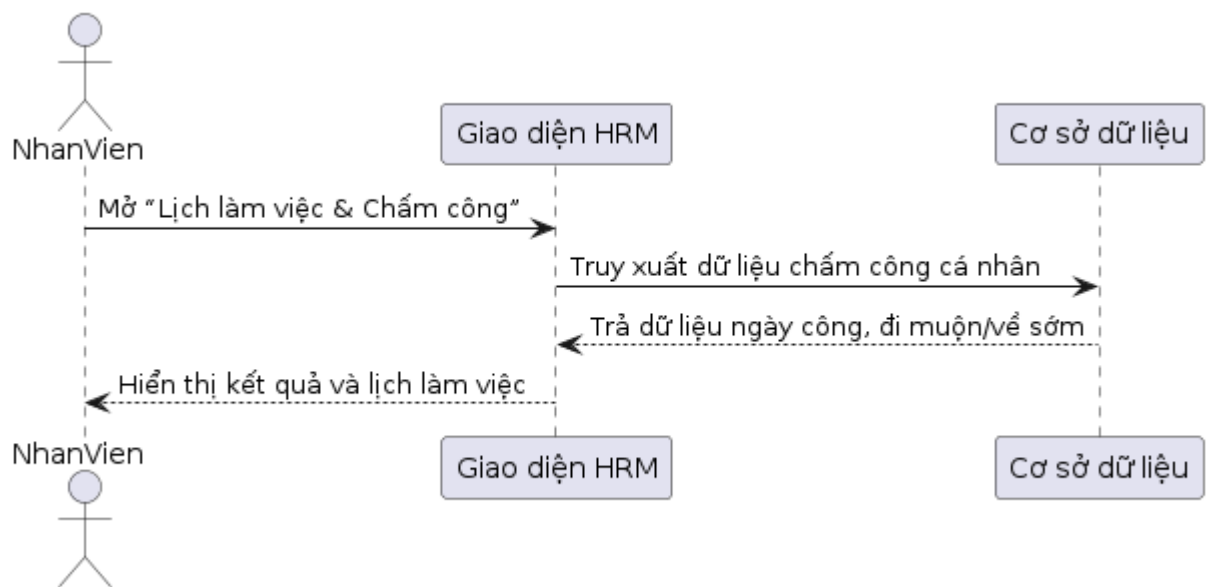 NhanVien
Giao diện HRM
Cơ sở dữ liệu
Mở “Lịch làm việc & Chấm công”
Truy xuất dữ liệu chấm công cá nhân
Trả dữ liệu ngày công, đi muộn/về sớm
Hiển thị kết quả và lịch làm việc
NhanVien
Giao diện HRM
Cơ sở dữ liệu